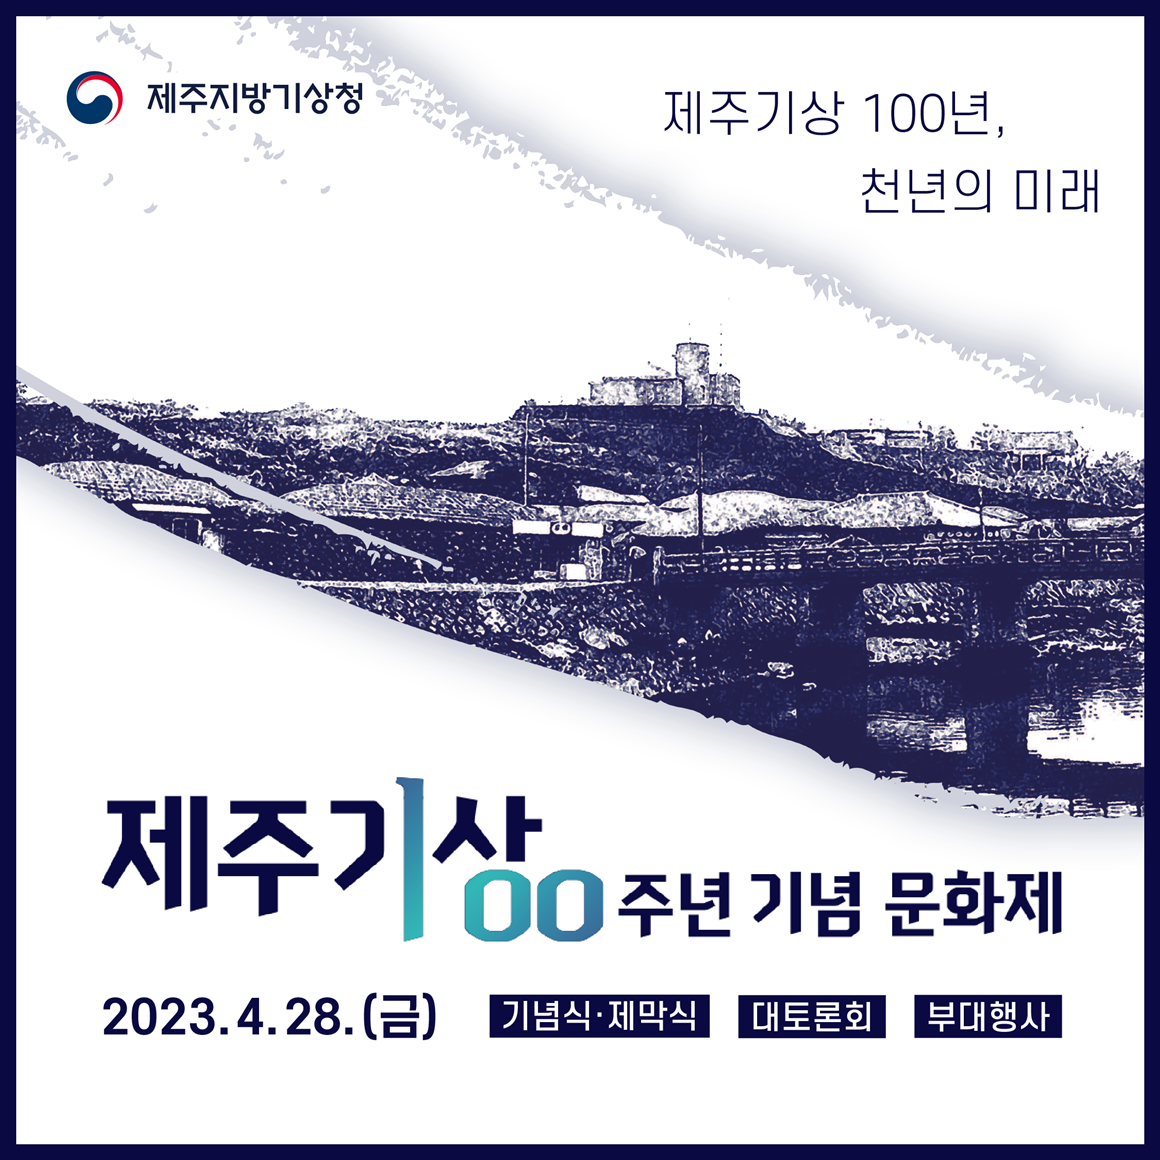 제주지방기상청
제주기상 100년,
천년의 미래
제주기상100주년 기념 문화제
2023. 4. 28. (금) 기념식·제막식 대토론회 부대행사